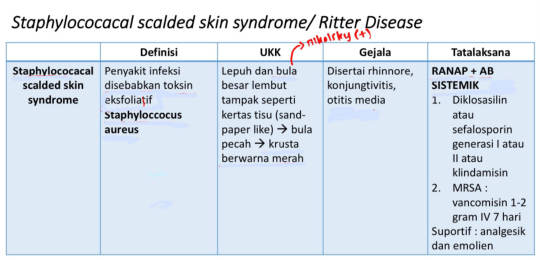 Staphylococacal scalded skin syndrome/ Ritter Disease
nikolsky (+)
Definisi
UKK
Gejala
Tatalaksana
Staphylococacal
scalded skin
syndrome
Penyakit infeksi
disebabkan toksin
eksfoliatif
Staphyloccocus
aureus
Lepuh dan bula
besar lembut
tampak seperti
kertas tisu (sand-
paper like) → bula
pecah → krusta
berwarna merah
Disertai rhinnore,
konjungtivitis,
otitis media
RANAP + AB
SISTEMIK
1. Diklosasilin
atau
sefalosporin
generasi I atau
II atau
klindamisin
2. MRSA :
vancomisin 1-2
gram IV 7 hari
Suportif : analgesik
dan emolien